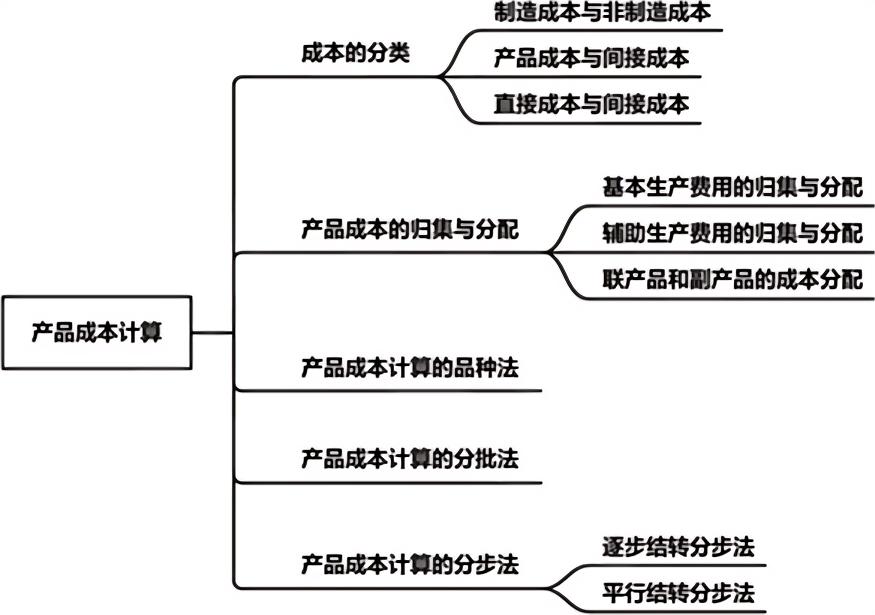 产品成本计算
成本的分类
制造成本与非制造成本
产品成本与间接成本
直接成本与间接成本
产品成本的归集与分配
基本生产费用的归集与分配
辅助生产费用的归集与分配
联产品和副产品的成本分配
产品成本计算的品种法
产品成本计算的分批法
产品成本计算的分步法
逐步结转分步法
平行结转分步法